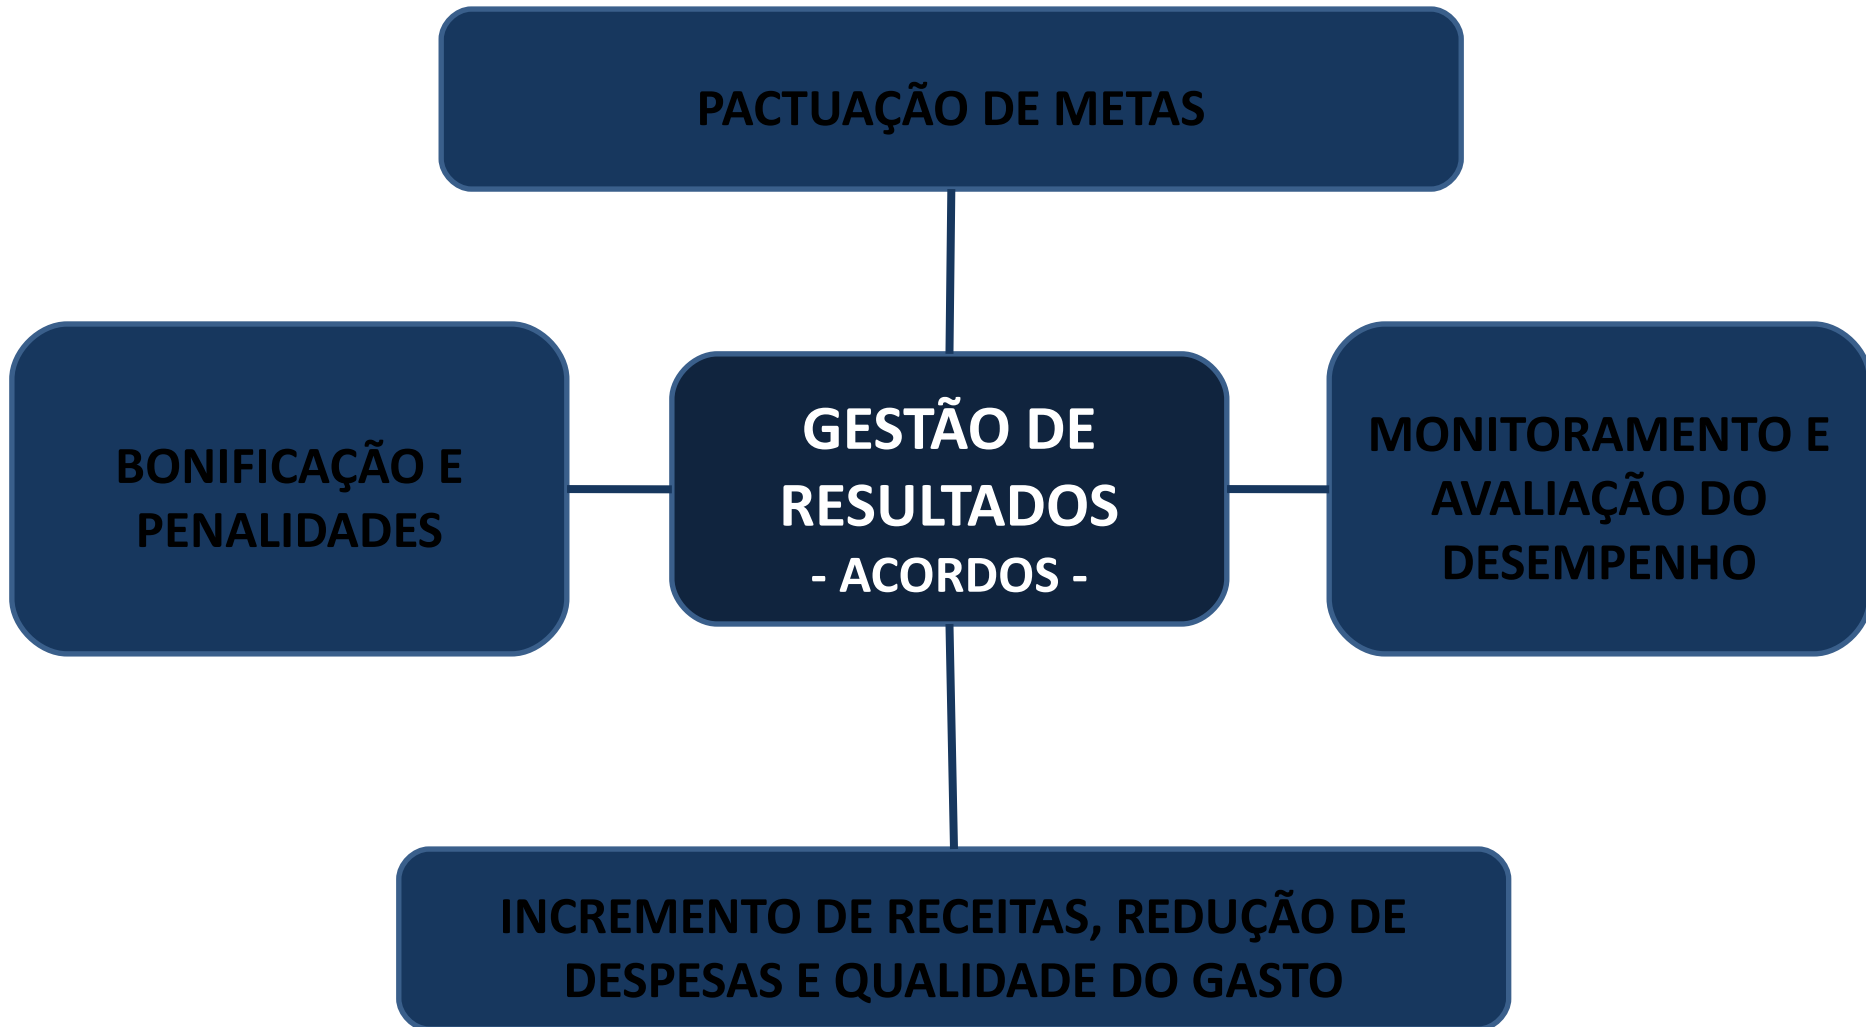 PACTUAÇÃO DE METAS
BONIFICAÇÃO E
PENALIDADES
GESTÃO DE
RESULTADOS
- ACORDOS -
MONITORAMENTO E
AVALIAÇÃO DO
DESEMPENHO
INCREMENTO DE RECEITAS, REDUÇÃO DE
DESPESAS E QUALIDADE DO GASTO